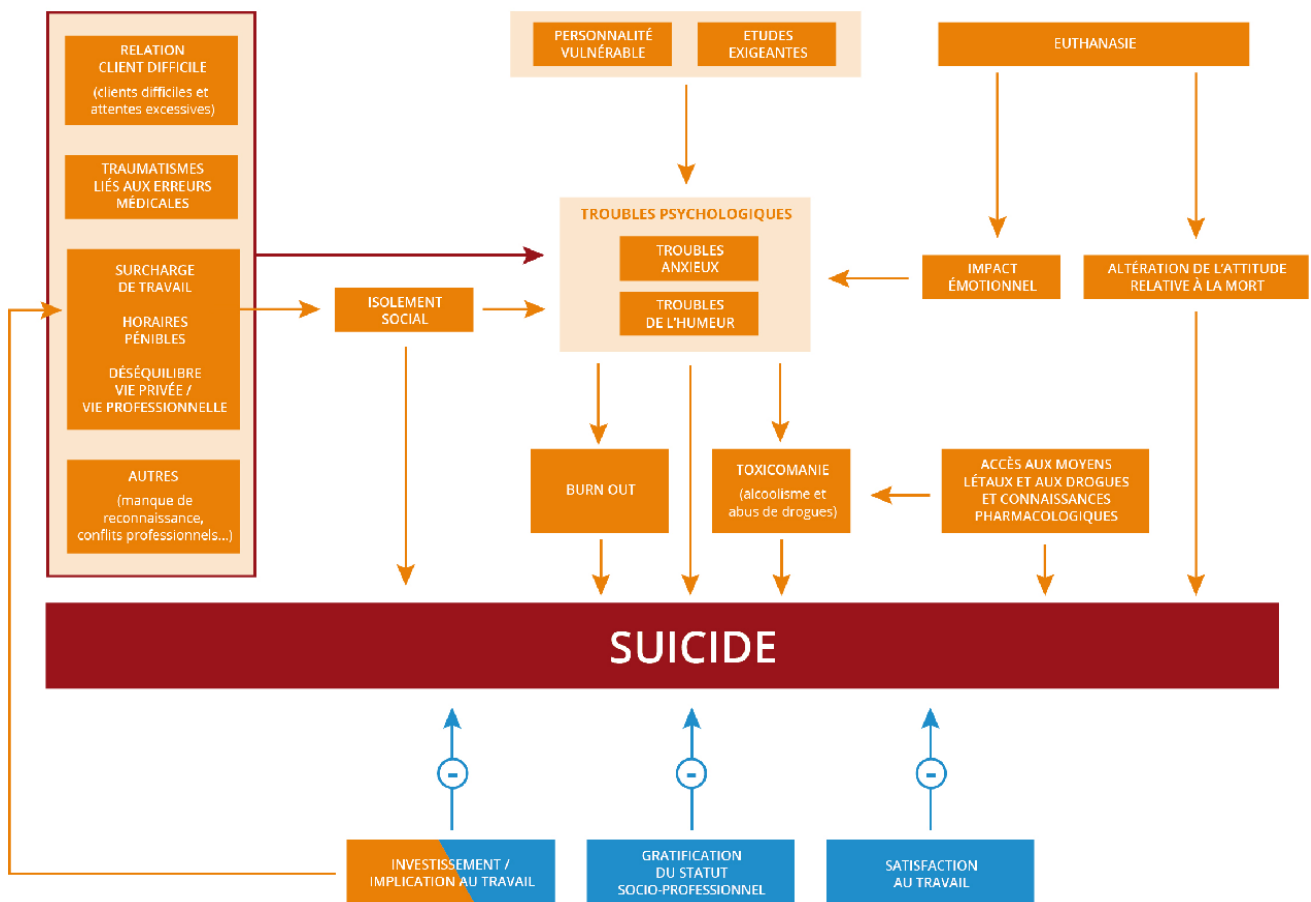 RELATION
CLIENT DIFFICILE
(clients difficiles et
attentes excessives)
TRAUMATISMES
LIÉS AUX ERREURS
MÉDICALES
SURCHARGE
DE TRAVAIL
HORAIRES
PÉNIBLES
DÉSÉQUILIBRE
VIE PRIVÉE /
VIE PROFESSIONNELLE
AUTRES
(manque de
reconnaissance,
conflits professionnels...)
PERSONNALITÉ
VULNÉRABLE
ETUDES
EXIGEANTES
EUTHANASIE
TROUBLES PSYCHOLOGIQUES
TROUBLES
ANXIEUX
TROUBLES
DE L'HUMEUR
ISOLEMENT
SOCIAL
IMPACT
ÉMOTIONNEL
ALTÉRATION DE L'ATTITUDE
RELATIVE À LA MORT
BURN OUT
TOXICOMANIE
(alcoolisme et
abus de drogues)
ACCÈS AUX MOYENS
LÉTAUX ET AUX DROGUES
ET CONNAISSANCES
PHARMACOLOGIQUES
SUICIDE
-
-
-
INVESTISSEMENT /
IMPLICATION AU TRAVAIL
GRATIFICATION
DU STATUT
SOCIO-PROFESSIONNEL
SATISFACTION
AU TRAVAIL